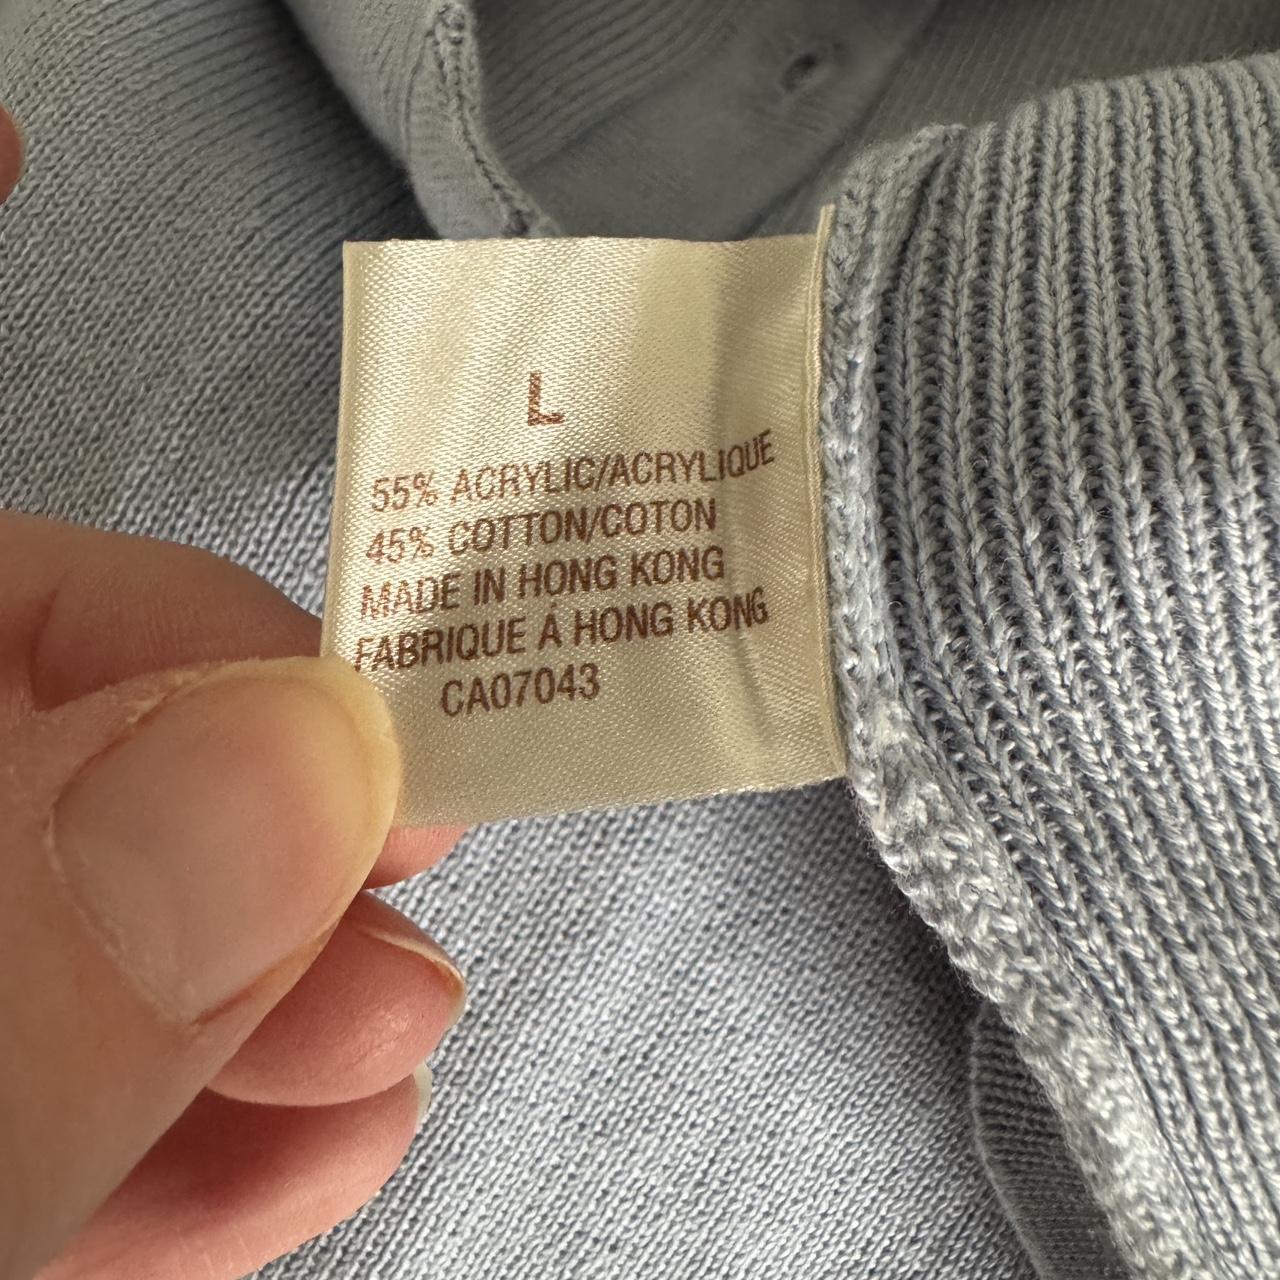 L
55% ACRYLIC/ACRYLIQUE
45% COTTON/COTON
MADE IN HONG KONG
FABRIQUE Á HONG KONG
CA07043